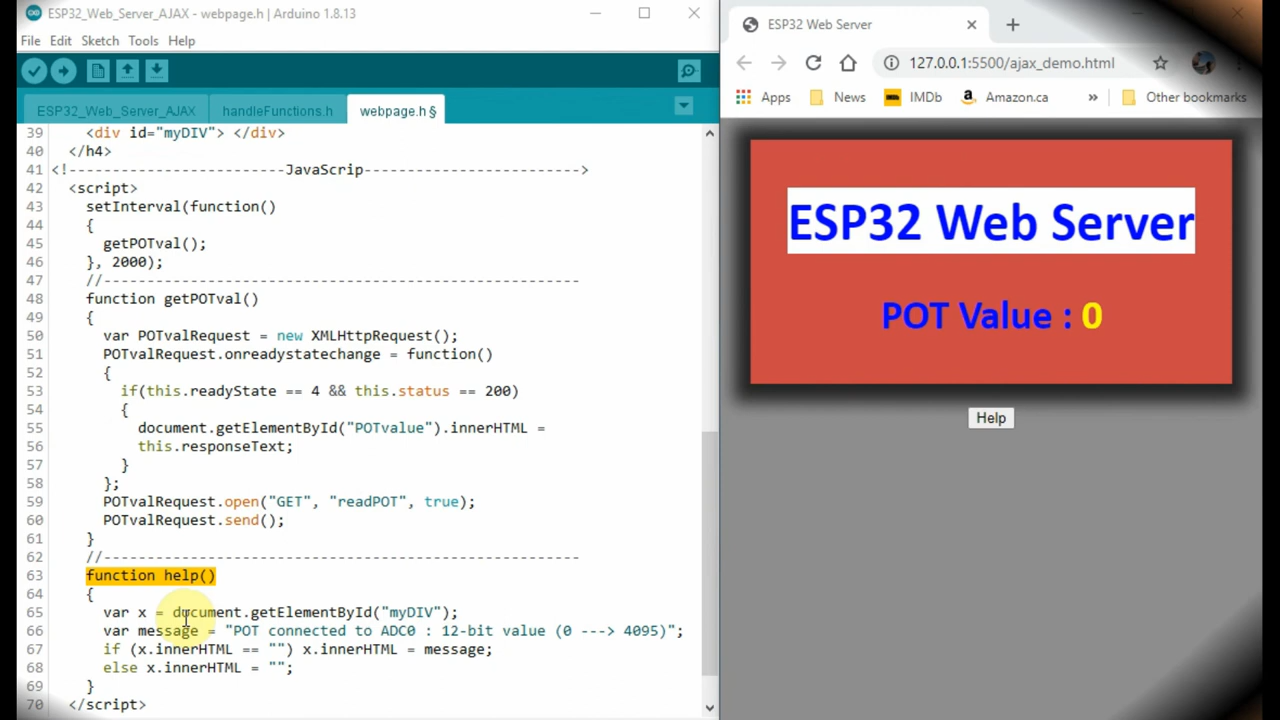 ESP32_Web_Server_AJAX - webpage.h | Arduino 1.8.13
File Edit Sketch Tools Help
ESP32_Web_Server_AJAX handleFunctions.h webpage.h §
39 <div id="myDIV"> </div>
40 </h4>
41 <!-------------------------JavaScrip------------------------->
42 <script>
43 setInterval(function()
44 {
45 getPOTval();
46 }, 2000);
47 //-------------------------------------------------------
48 function getPOTval()
49 {
50 var POTvalRequest = new XMLHttpRequest();
51 POTvalRequest.onreadystatechange = function()
52 {
53 if(this.readyState == 4 && this.status == 200)
54 {
55 document.getElementById("POTvalue").innerHTML =
56 this.responseText;
57 }
58 };
59 POTvalRequest.open("GET", "readPOT", true);
60 POTvalRequest.send();
61 }
62 //-------------------------------------------------------
63 function help()
64 {
65 var x = document.getElementById("myDIV");
66 var message = "POT connected to ADC0 : 12-bit value (0 ---> 4095)";
67 if (x.innerHTML == "") x.innerHTML = message;
68 else x.innerHTML = "";
69 }
70 </script>
ESP32 Web Server
127.0.0.1:5500/ajax_demo.html
Apps News IMDb Amazon.ca » Other bookmarks
ESP32 Web Server
POT Value : 0
Help